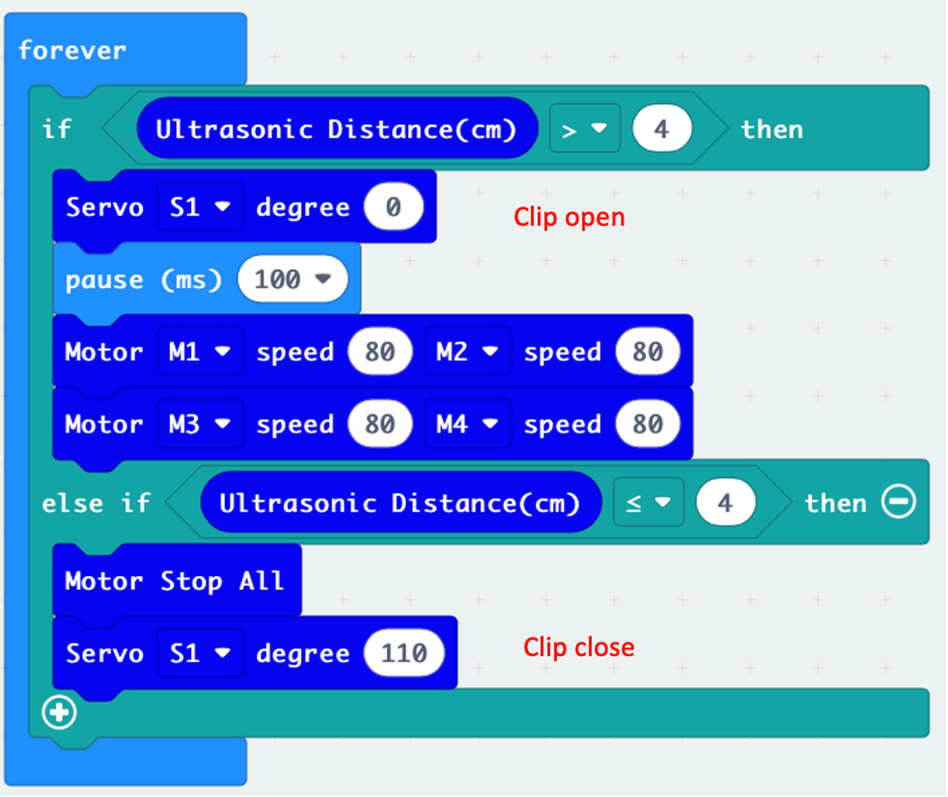 forever
if Ultrasonic Distance(cm) > 4 then
Servo S1 degree 0 Clip open
pause (ms) 100
Motor M1 speed 80 M2 speed 80
Motor M3 speed 80 M4 speed 80
else if Ultrasonic Distance(cm) ≤ 4 then
Motor Stop All
Servo S1 degree 110 Clip close